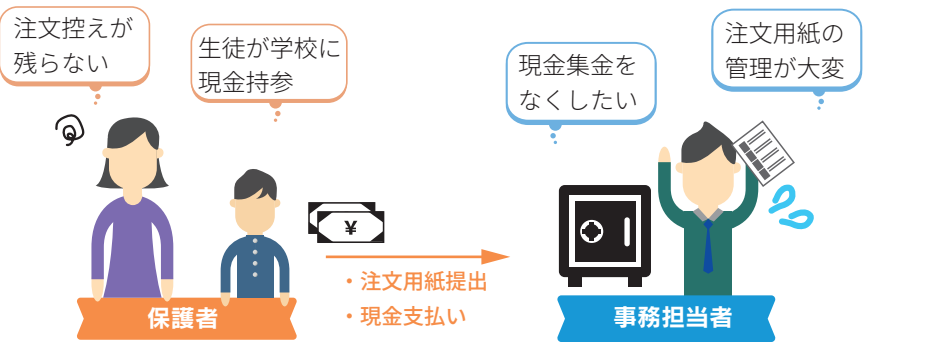 注文控えが
残らない
生徒が学校に
現金持参
現金集金を
なくしたい
注文用紙の
管理が大変
¥
・注文用紙提出
・現金支払い
保護者
事務担当者